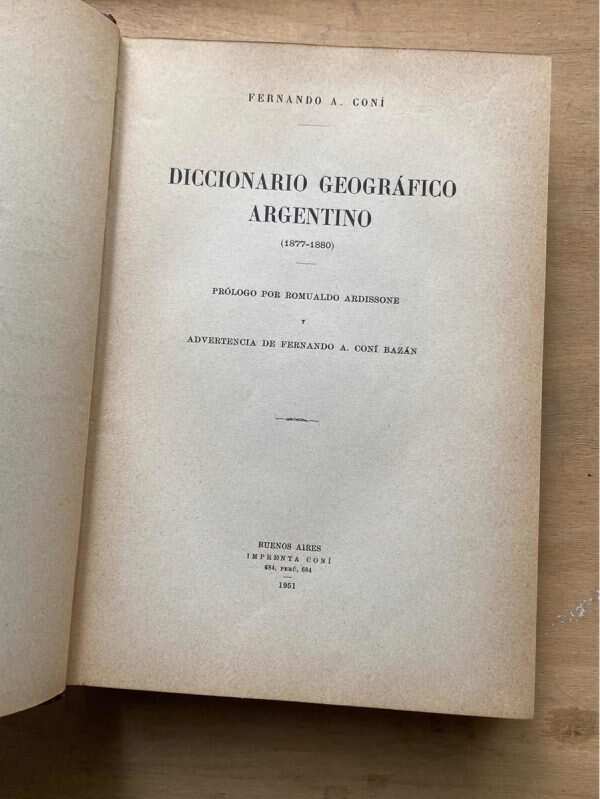 FERNANDO A. CONÍ
DICCIONARIO GEOGRÁFICO
ARGENTINO
(1877-1880)
PRÓLOGO POR ROMUALDO ARDISSONE
Y
ADVERTENCIA DE FERNANDO A. CONÍ BAZÁN
BUENOS AIRES
IMPRENTA CONI
684, PERÚ, 684
1951